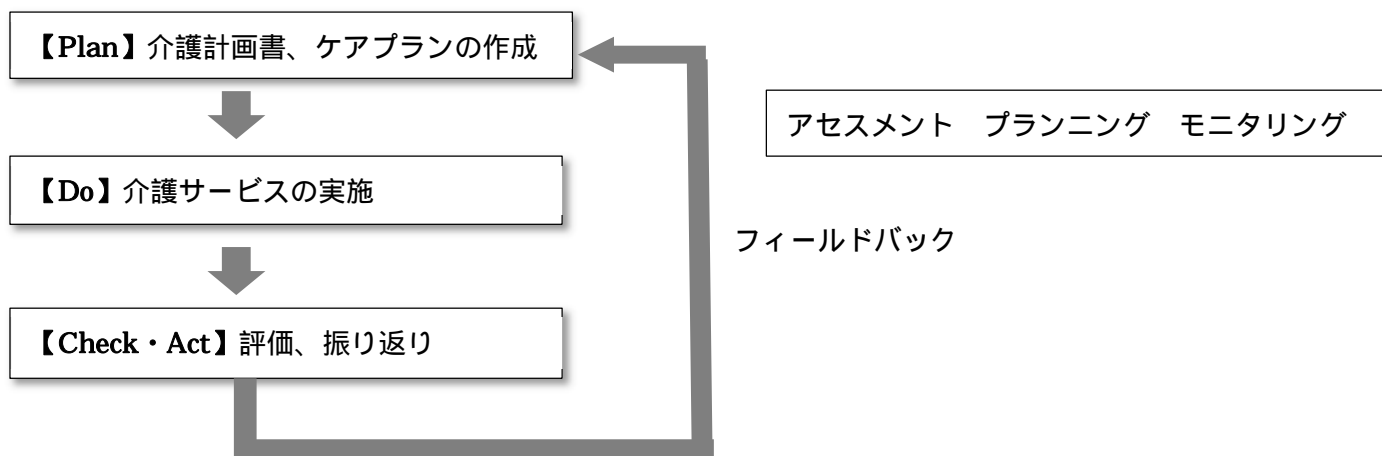 【Plan】介護計画書、ケアプランの作成
アセスメント　プランニング　モニタリング
【Do】介護サービスの実施
フィールドバック
【Check・Act】評価、振り返り